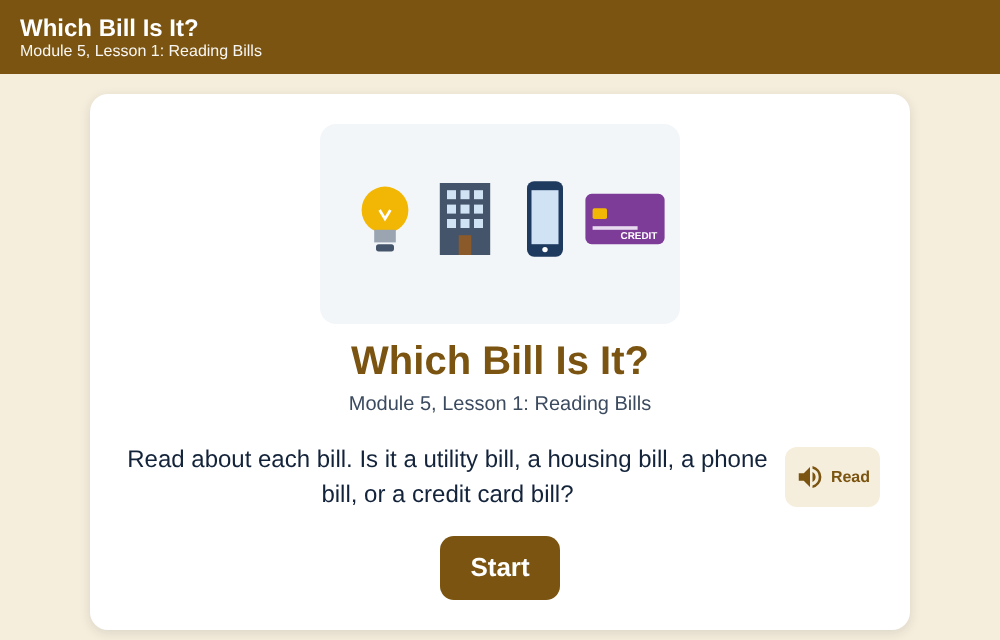 Which Bill Is It?
Module 5, Lesson 1: Reading Bills
CREDIT
Which Bill Is It?
Module 5, Lesson 1: Reading Bills
Read about each bill. Is it a utility bill, a housing bill, a phone
bill, or a credit card bill?
Read
Start